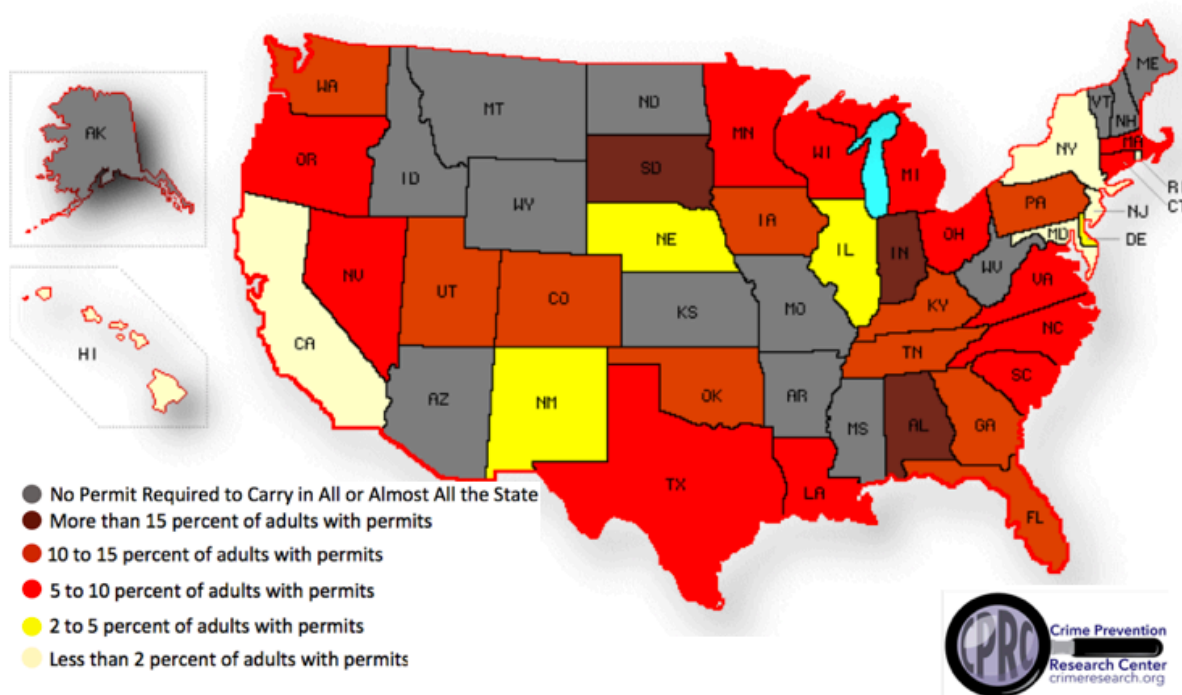 WA
MT
ND
MN
ME
VT
NH
AK
OR
ID
SD
WI
MI
NY
MA
WY
R
CT
IA
PA
NJ
NE
IL
IN
OH
MD
DE
NV
UT
CO
KS
MO
WV
VA
KY
CA
HI
NC
TN
AZ
NM
OK
AR
SC
MS
AL
GA
TX
LA
FL
No Permit Required to Carry in All or Almost All the State
More than 15 percent of adults with permits
10 to 15 percent of adults with permits
5 to 10 percent of adults with permits
2 to 5 percent of adults with permits
Less than 2 percent of adults with permits
CPRC
Crime Prevention
Research Center
crimeresearch.org